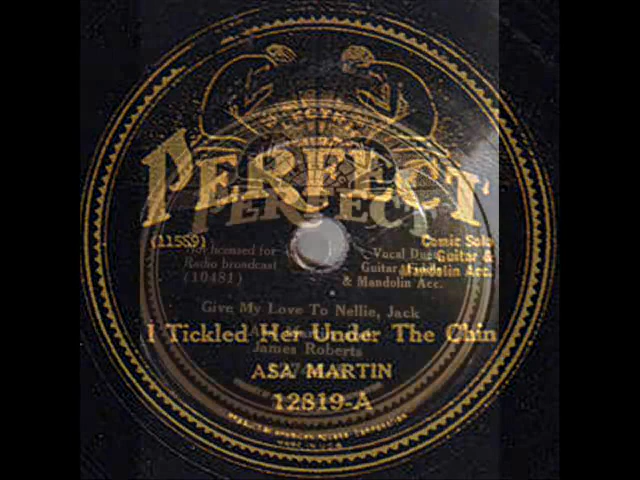 PERFECT
PERFECT
(11559)
Not licensed for
Radio broadcast
(10481)
Comic Solo
Guitar &
Mandolin Acc.
Vocal Due
Guitar
& Mandolin Acc.
Give My Love To Nellie, Jack
I Tickled Her Under The Chin
James Roberts
ASA MARTIN
12819-A